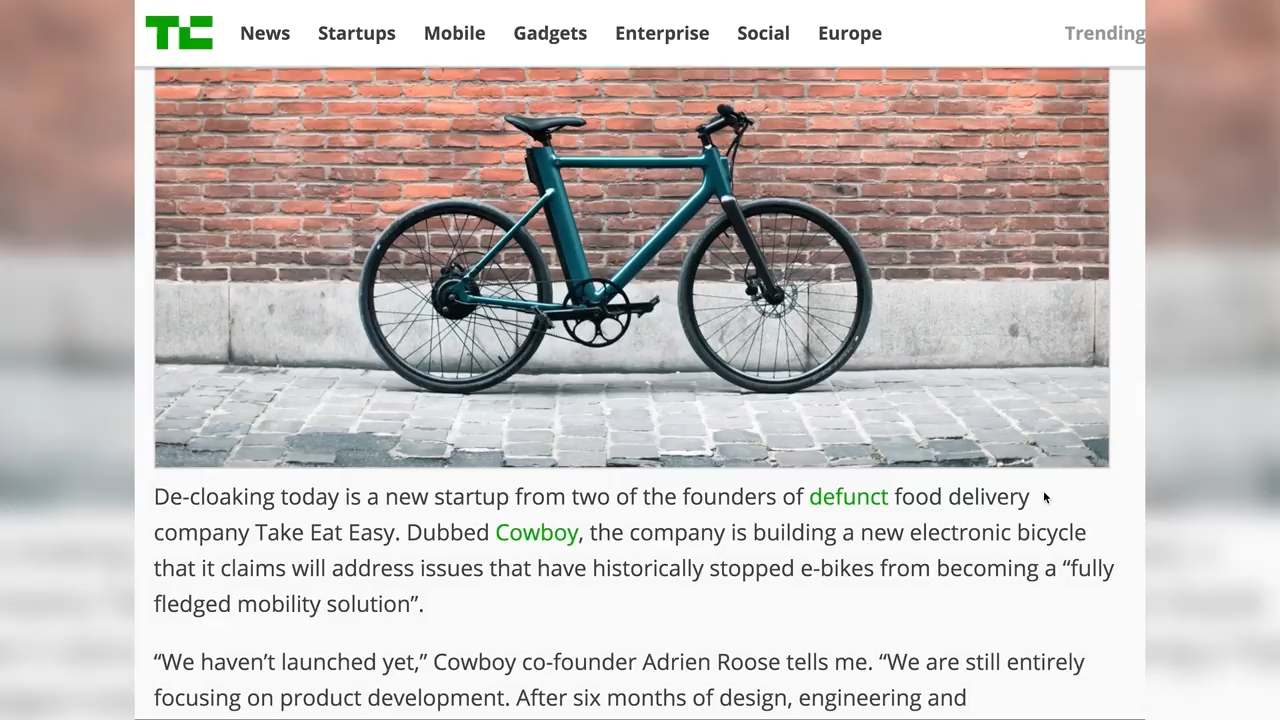 TC News Startups Mobile Gadgets Enterprise Social Europe Trending
De-cloaking today is a new startup from two of the founders of defunct food delivery
company Take Eat Easy. Dubbed Cowboy, the company is building a new electronic bicycle
that it claims will address issues that have historically stopped e-bikes from becoming a “fully
fledged mobility solution”.
“We haven’t launched yet,” Cowboy co-founder Adrien Roose tells me. “We are still entirely
focusing on product development. After six months of design, engineering and